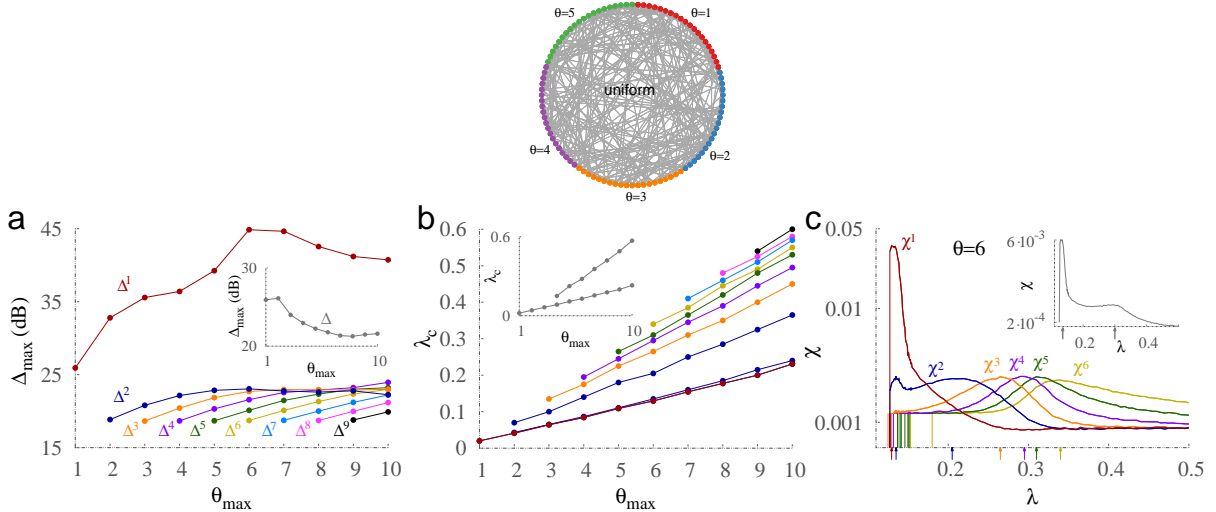 θ=5
θ=1
uniform
θ=4
θ=2
θ=3
a
45
35
25
15
Δmax (dB)
1 2 3 4 5 6 7 8 9 10
θmax
Δ1
Δ2
Δ3 Δ4 Δ5 Δ6 Δ7 Δ8 Δ9
30
20
Δmax (dB)
Δ
1 10
θmax
b
0.6
0.5
0.4
0.3
0.2
0.1
0
λc
1 2 3 4 5 6 7 8 9 10
θmax
0.6
0
λc
1 10
θmax
c
0.05
0.01
0.001
χ
χ1
θ=6
χ2 χ3 χ4 χ5 χ6
0.2 0.3 0.4 0.5
λ
6·10-3
2·10-4
χ
0.2 0.4
λ